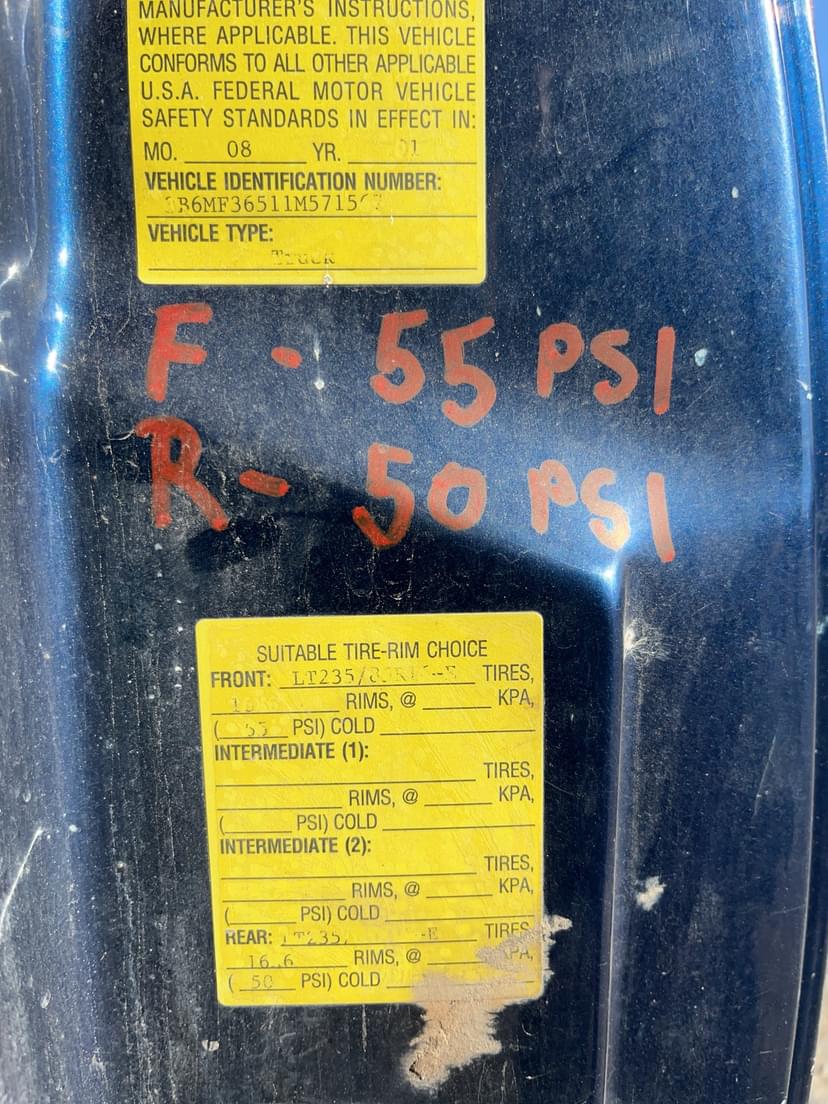 MANUFACTURER'S INSTRUCTIONS,
WHERE APPLICABLE. THIS VEHICLE
CONFORMS TO ALL OTHER APPLICABLE
U.S.A. FEDERAL MOTOR VEHICLE
SAFETY STANDARDS IN EFFECT IN:
MO. 08 YR. 01
VEHICLE IDENTIFICATION NUMBER:
VEHICLE TYPE:
Truck
F - 55 PSI
R - 50 PSI
SUITABLE TIRE-RIM CHOICE
FRONT: TIRES,
RIMS, @ KPA,
( 55 PSI) COLD
INTERMEDIATE (1):
TIRES,
RIMS, @ KPA,
( PSI) COLD
INTERMEDIATE (2):
TIRES,
RIMS, @ KPA,
( PSI) COLD
REAR: TIRES,
16.6 RIMS, @ KPA,
( 50 PSI) COLD